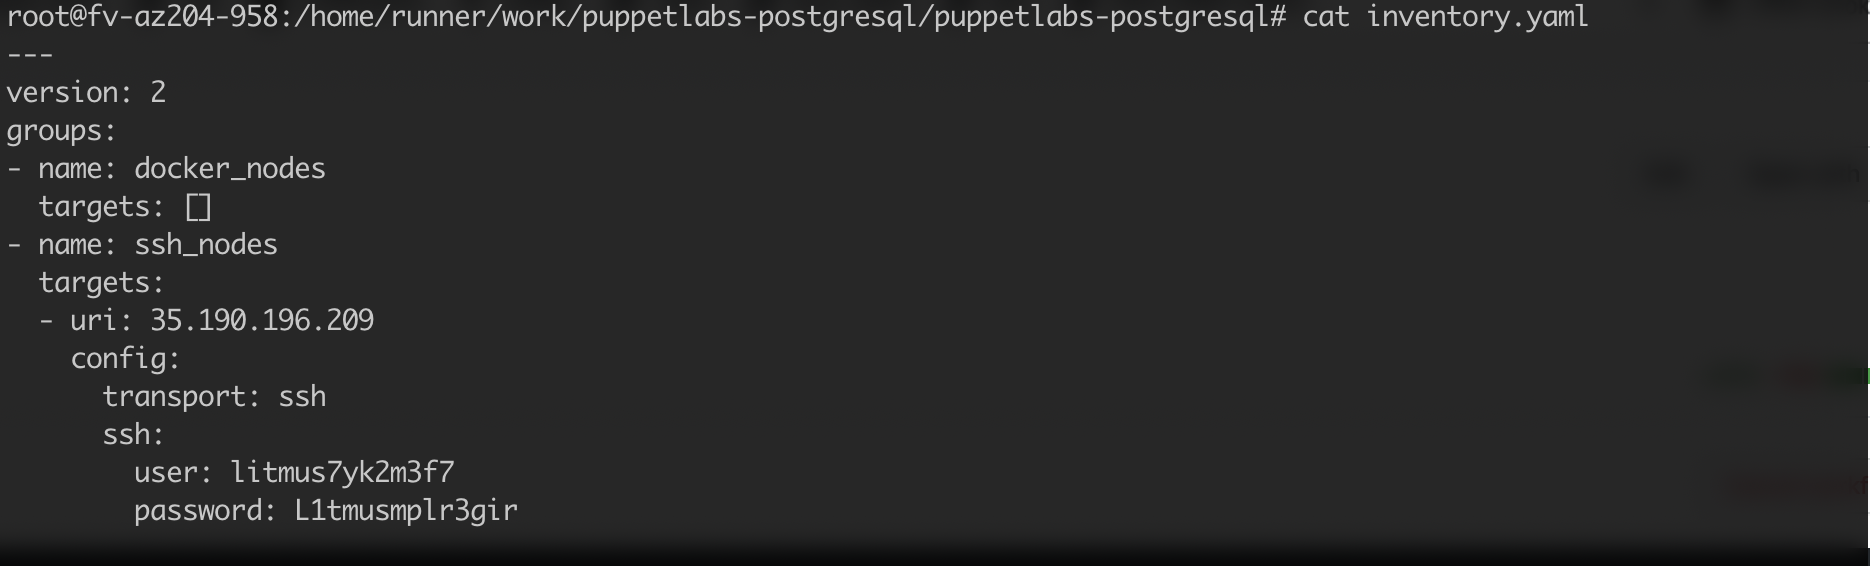 root@fv-az204-958:/home/runner/work/puppetlabs-postgresql/puppetlabs-postgresql# cat inventory.yaml
---
version: 2
groups:
- name: docker_nodes
  targets: []
- name: ssh_nodes
  targets:
  - uri: 35.190.196.209
    config:
      transport: ssh
      ssh:
        user: litmus7yk2m3f7
        password: L1tmusmplr3gir